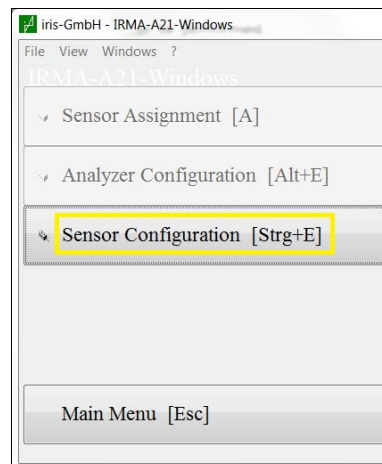 iris-GmbH - IRMA-A21-Windows
File View Windows ?
IRMA-A21-Windows
Sensor Assignment [A]
Analyzer Configuration [Alt+E]
Sensor Configuration [Strg+E]
Main Menu [Esc]